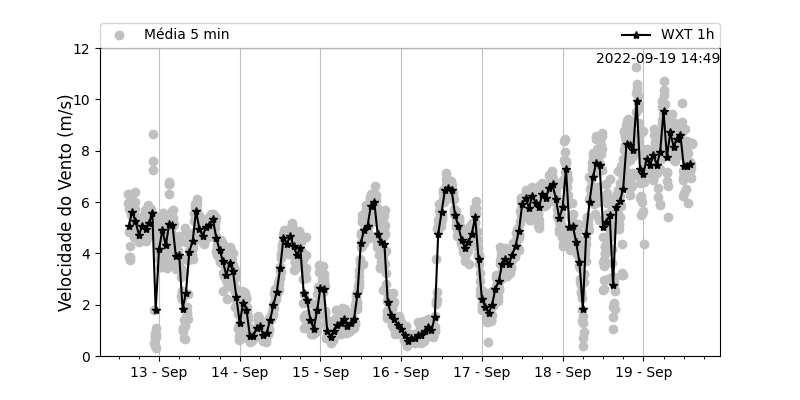 Média 5 min
WXT 1h
2022-09-19 14:49
Velocidade do Vento (m/s)
12
10
8
6
4
2
0
13 - Sep
14 - Sep
15 - Sep
16 - Sep
17 - Sep
18 - Sep
19 - Sep